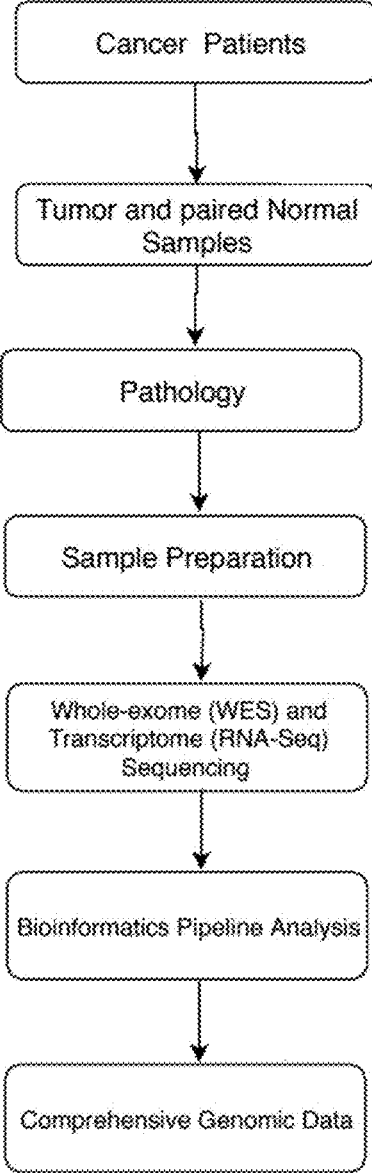 Cancer Patients
Tumor and paired Normal
Samples
Pathology
Sample Preparation
Whole-exome (WES) and
Transcriptome (RNA-Seq)
Sequencing
Bioinformatics Pipeline Analysis
Comprehensive Genomic Data